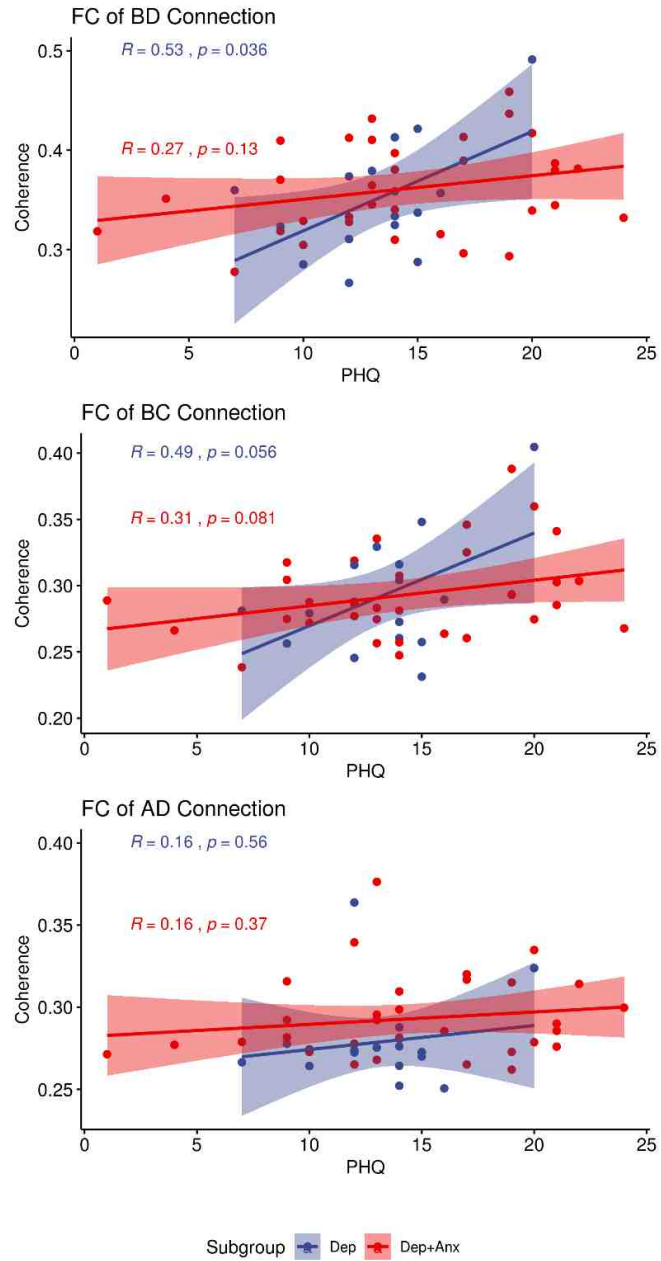 FC of BD Connection
R = 0.53 , p = 0.036
R = 0.27 , p = 0.13
Coherence
0.5
0.4
0.3
0 5 10 15 20 25
PHQ
FC of BC Connection
R = 0.49 , p = 0.056
R = 0.31 , p = 0.081
Coherence
0.40
0.35
0.30
0.25
0.20
0 5 10 15 20 25
PHQ
FC of AD Connection
R = 0.16 , p = 0.56
R = 0.16 , p = 0.37
Coherence
0.40
0.35
0.30
0.25
0 5 10 15 20 25
PHQ
Subgroup Dep Dep+Anx